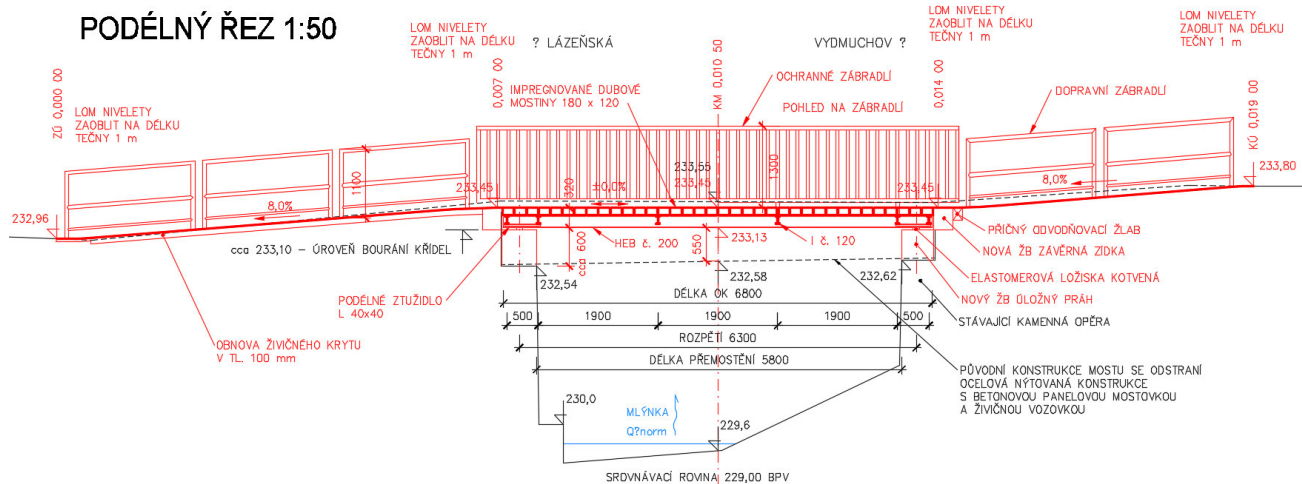 PODÉLNÝ ŘEZ 1:50
LOM NIVELETY
ZAOBLIT NA DÉLKU
TEČNY 1 m
? LÁZEŇSKÁ
VYDMUCHOV ?
LOM NIVELETY
ZAOBLIT NA DÉLKU
TEČNY 1 m
LOM NIVELETY
ZAOBLIT NA DÉLKU
TEČNY 1 m
ZÚ 0,000 00
LOM NIVELETY
ZAOBLIT NA DÉLKU
TEČNY 1 m
0,007 00
IMPREGNOVANÉ DUBOVÉ
MOSTINY 180 x 120
KM 0,010 50
OCHRANNÉ ZÁBRADLÍ
POHLED NA ZÁBRADLÍ
0,014 00
DOPRAVNÍ ZÁBRADLÍ
KÚ 0,019 00
232,96
8,0%
1100
233,45
320
±0,0%
233,55
233,45
1300
233,45
8,0%
233,80
cca 233,10 - ÚROVEŇ BOURÁNÍ KŘÍDEL
cca 600
HEB č. 200
550
233,13
I č. 120
PŘÍČNÝ ODVODŇOVACÍ ŽLAB
NOVÁ ŽB ZÁVĚRNÁ ZÍDKA
ELASTOMEROVÁ LOŽISKA KOTVENÁ
NOVÝ ŽB ÚLOŽNÝ PRÁH
STÁVAJÍCÍ KAMENNÁ OPĚRA
232,54
232,58
232,62
PODÉLNÉ ZTUŽIDLO
L 40x40
DÉLKA OK 6800
500
1900
1900
1900
500
ROZPĚTÍ 6300
DÉLKA PŘEMOSTĚNÍ 5800
OBNOVA ŽIVIČNÉHO KRYTU
V TL. 100 mm
PŮVODNÍ KONSTRUKCE MOSTU SE ODSTRANÍ
OCELOVÁ NÝTOVANÁ KONSTRUKCE
S BETONOVOU PANELOVOU MOSTOVKOU
A ŽIVIČNOU VOZOVKOU
230,0
MLÝNKA
Q?norm
229,6
SROVNÁVACÍ ROVINA 229,00 BPV